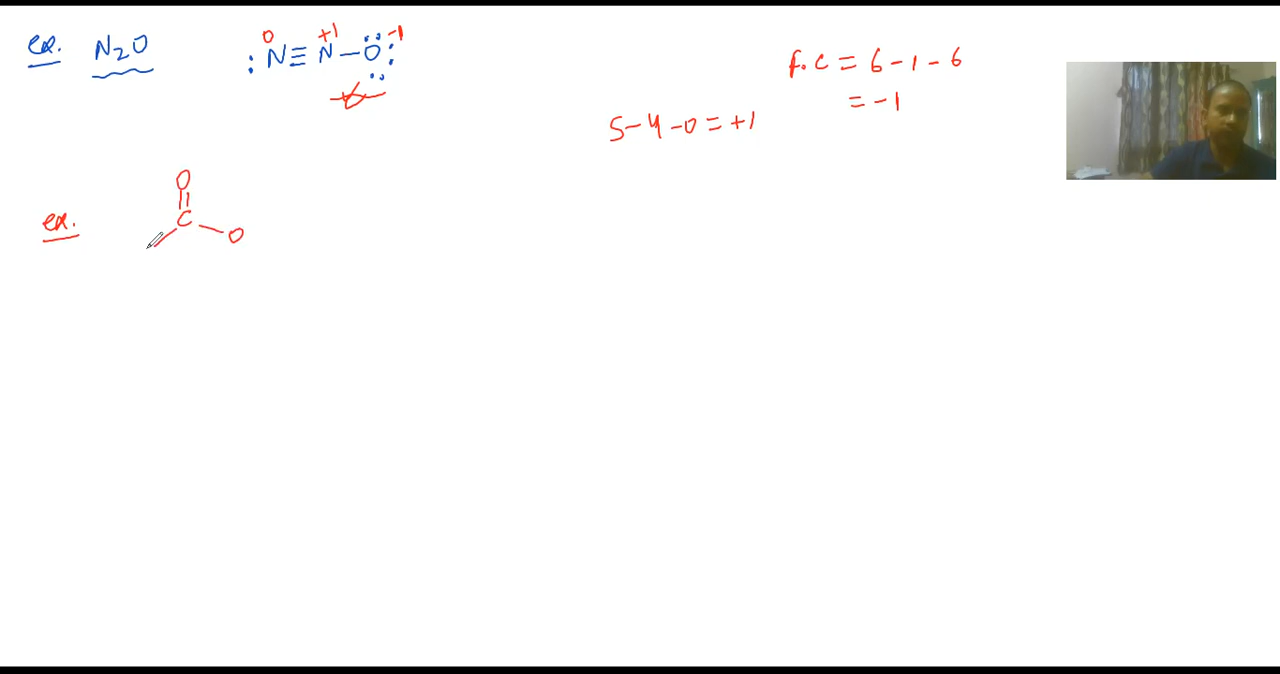 ex. N2O :N≡N—O: 0 +1 -1
F.C = 6-1-6
= -1
5-4-0=+1
ex. O
C
O